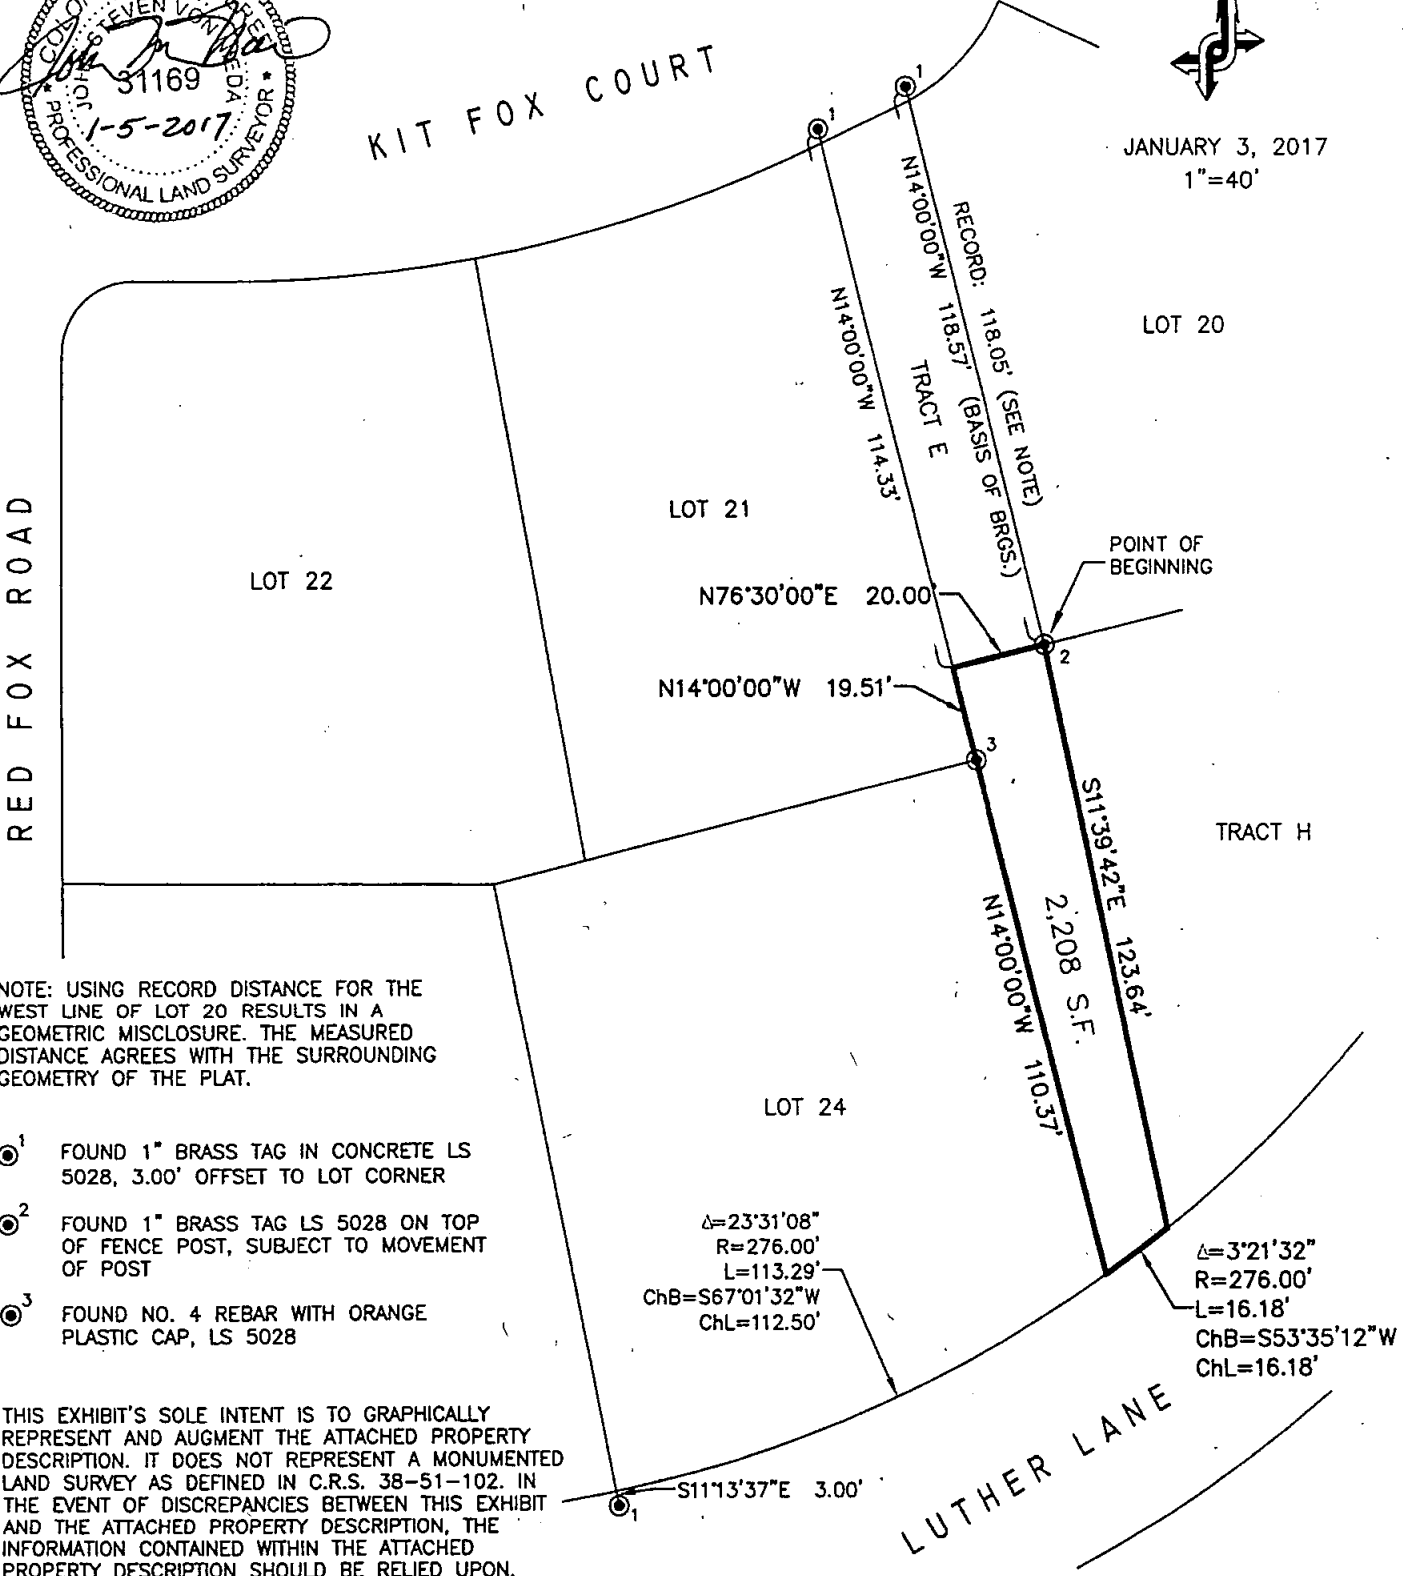 JOHN STEVEN VON
31169
1-5-2017
PROFESSIONAL LAND SURVEYOR
KIT FOX COURT
JANUARY 3, 2017
1"=40'
1
1
N14°00'00"W 118.57' (BASIS OF BRGS.)
RECORD: 118.05' (SEE NOTE)
N14°00'00"W 114.33'
TRACT E
LOT 20
LOT 21
LOT 22
RED FOX ROAD
POINT OF
BEGINNING
N76°30'00"E 20.00'
2
N14°00'00"W 19.51'
3
S11°39'42"E 123.64'
TRACT H
2,208 S.F.
N14°00'00"W 110.37'
LOT 24
NOTE: USING RECORD DISTANCE FOR THE
WEST LINE OF LOT 20 RESULTS IN A
GEOMETRIC MISCLOSURE. THE MEASURED
DISTANCE AGREES WITH THE SURROUNDING
GEOMETRY OF THE PLAT.
1 FOUND 1" BRASS TAG IN CONCRETE LS
5028, 3.00' OFFSET TO LOT CORNER
2 FOUND 1" BRASS TAG LS 5028 ON TOP
OF FENCE POST, SUBJECT TO MOVEMENT
OF POST
3 FOUND NO. 4 REBAR WITH ORANGE
PLASTIC CAP, LS 5028
Δ=23°31'08"
R=276.00'
L=113.29'
ChB=S67°01'32"W
ChL=112.50'
Δ=3°21'32"
R=276.00'
L=16.18'
ChB=S53°35'12"W
ChL=16.18'
LUTHER LANE
S11°13'37"E 3.00'
1
THIS EXHIBIT'S SOLE INTENT IS TO GRAPHICALLY
REPRESENT AND AUGMENT THE ATTACHED PROPERTY
DESCRIPTION. IT DOES NOT REPRESENT A MONUMENTED
LAND SURVEY AS DEFINED IN C.R.S. 38-51-102. IN
THE EVENT OF DISCREPANCIES BETWEEN THIS EXHIBIT
AND THE ATTACHED PROPERTY DESCRIPTION, THE
INFORMATION CONTAINED WITHIN THE ATTACHED
PROPERTY DESCRIPTION SHOULD BE RELIED UPON.